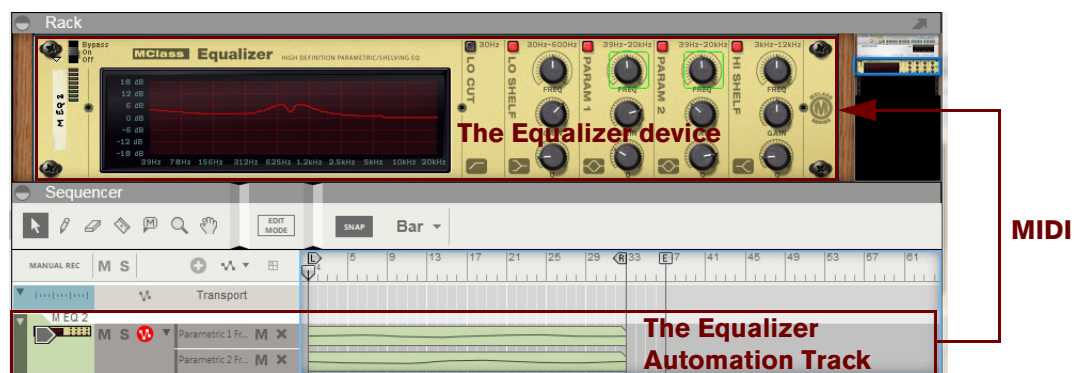 Rack
Bypass
On
Off
MClass Equalizer HIGH DEFINITION PARAMETRIC/SHELVING EQ
30Hz 30Hz-600Hz 39Hz-20kHz 39Hz-20kHz 3kHz-12kHz
LO CUT
LO SHELF
PARAM 1
PARAM 2
HI SHELF
FREQ FREQ FREQ FREQ
GAIN
Q
M EQ 2
18 dB
12 dB
6 dB
0 dB
-6 dB
-12 dB
-18 dB
39Hz 78Hz 156Hz 312Hz 625Hz 1.2kHz 2.5kHz 5kHz 10kHz 20kHz
The Equalizer device
MCLASS
M
MIDI
Sequencer
M
EDIT
MODE
SNAP
Bar
MANUAL REC M S
L 5 9 13 17 21 25 29 R 33 E 7 41 45 49 53 57 61
4
Transport
M EQ 2
M S Parametric 1 Fr... M
Parametric 2 Fr... M
The Equalizer
Automation Track